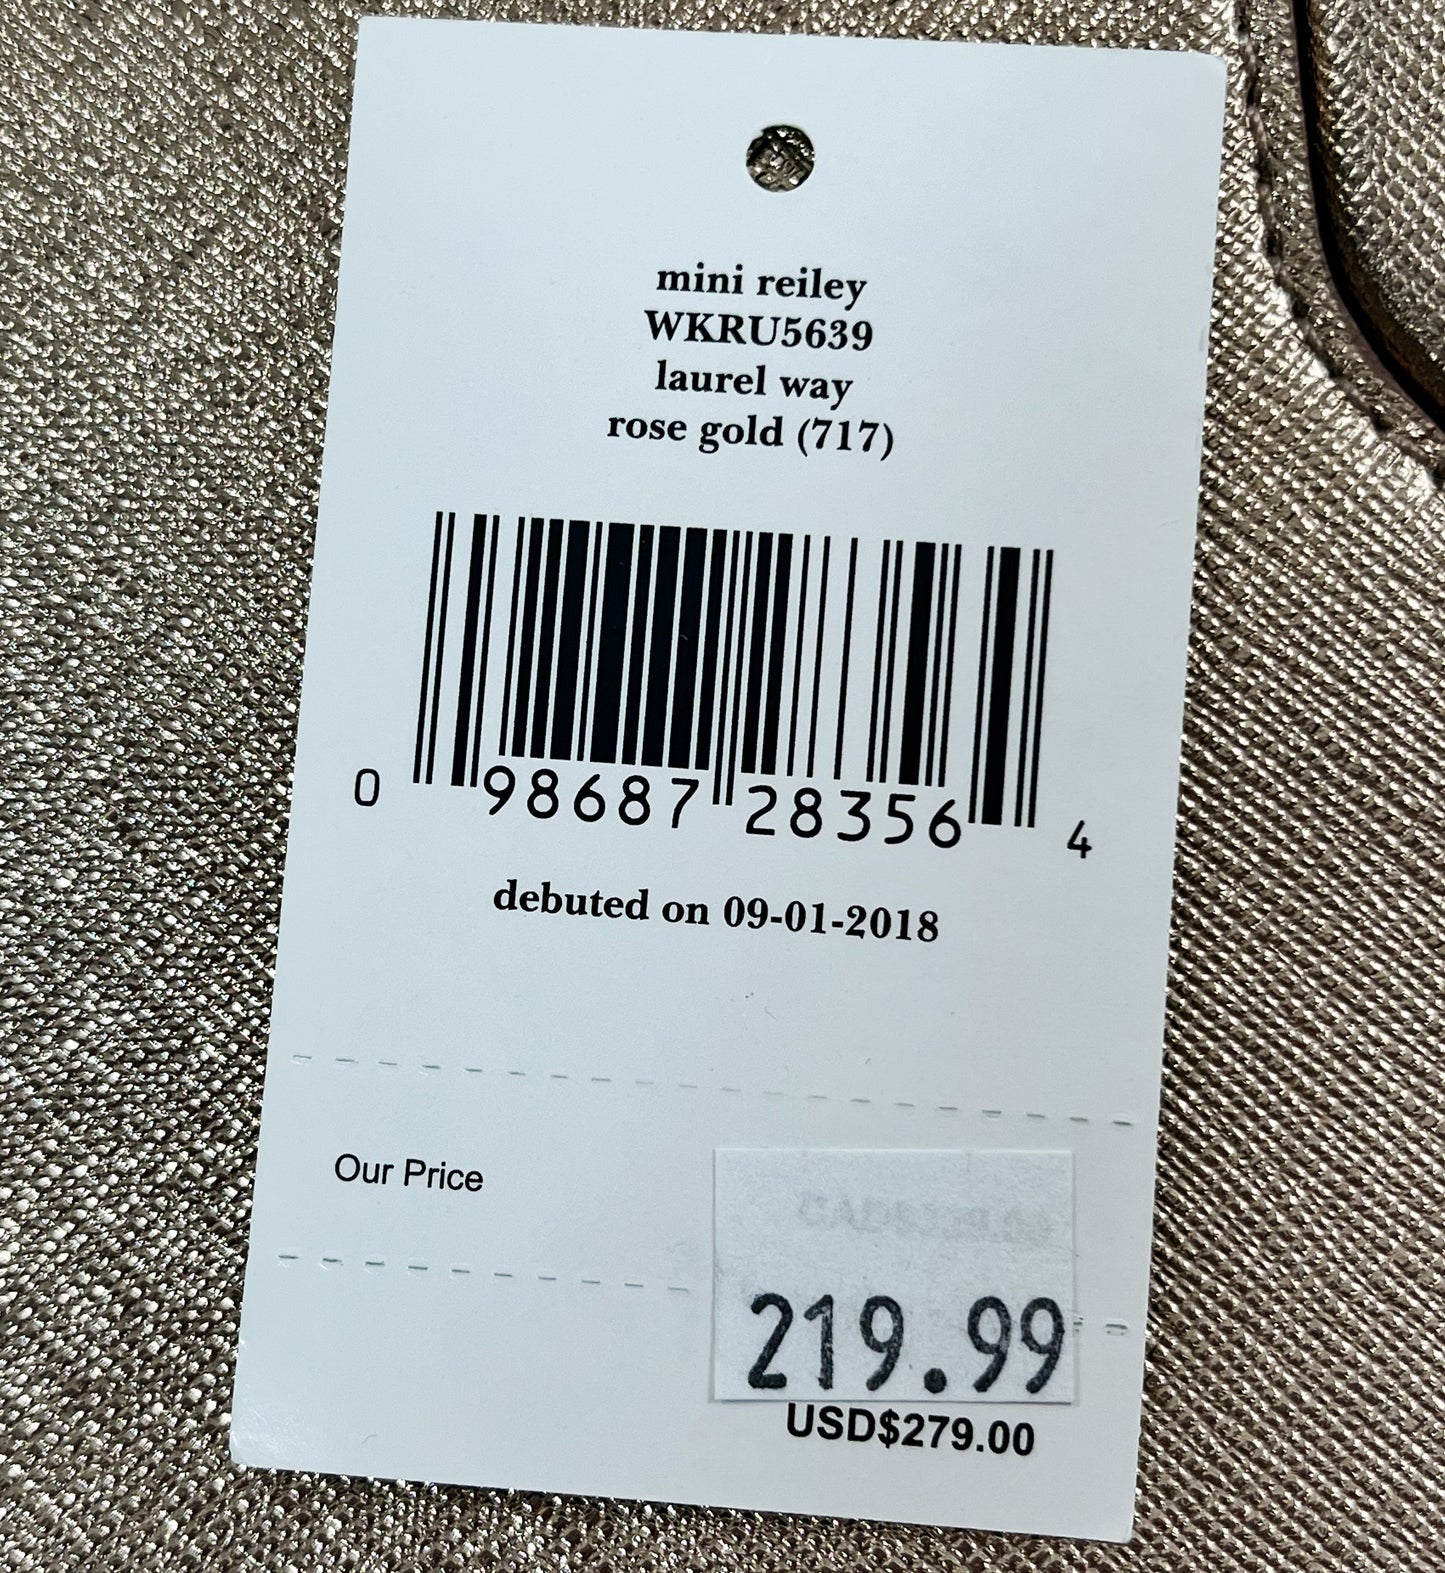 mini reiley
WKRU5639
laurel way
rose gold (717)
0 98687 28356 4
debuted on 09-01-2018
Our Price
219.99
USD$279.00